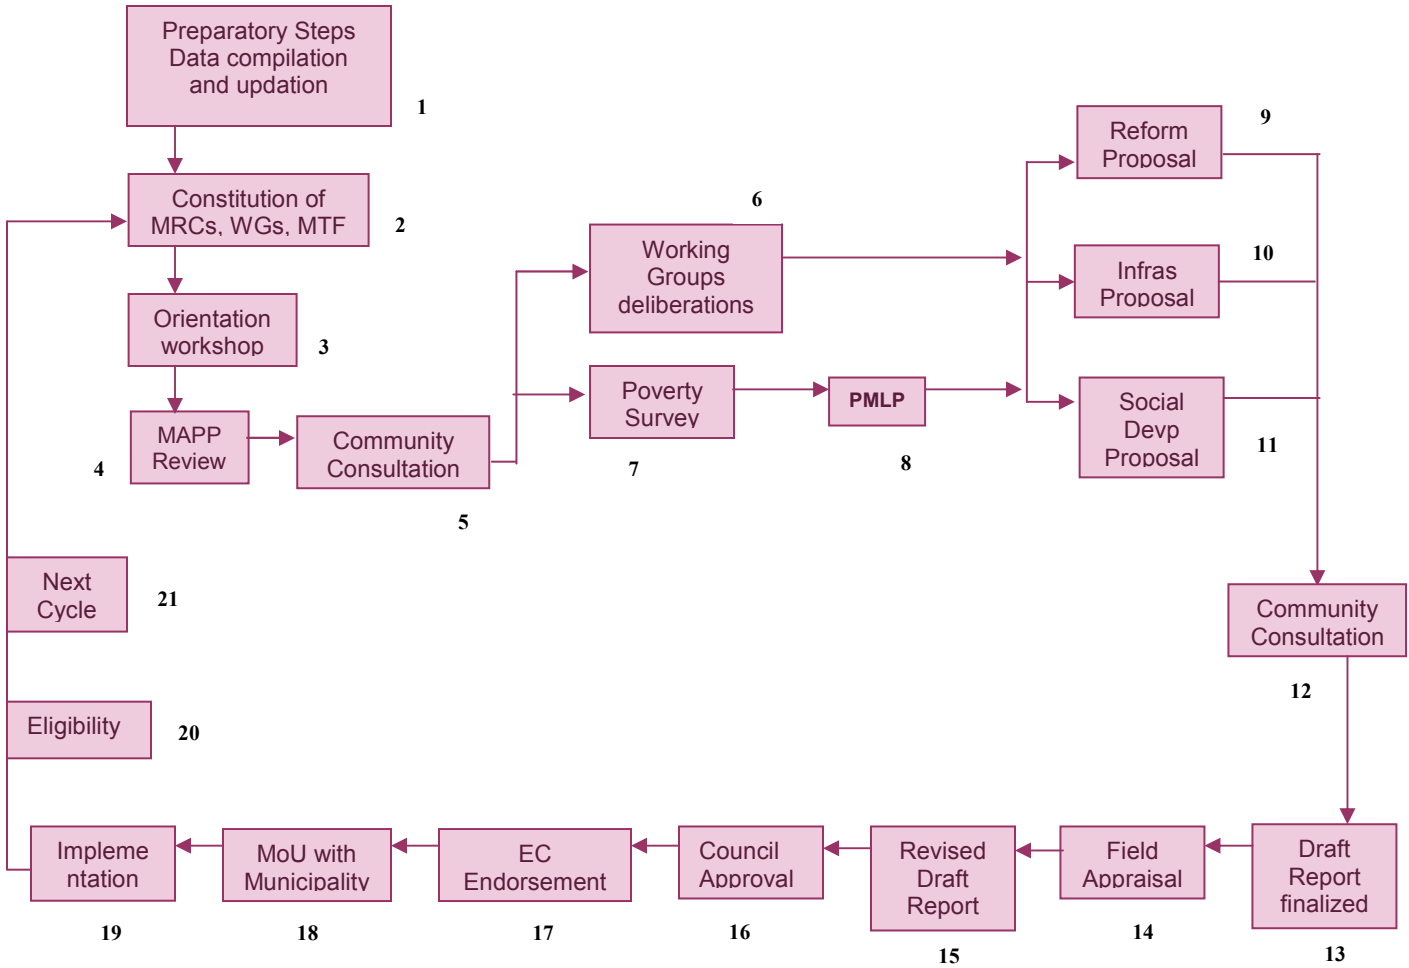 Preparatory Steps
Data compilation
and updation
1
Constitution of
MRCs, WGs, MTF
2
Orientation
workshop
3
MAPP
Review
4
Community
Consultation
5
Working
Groups
deliberations
6
Poverty
Survey
7
PMLP
8
Reform
Proposal
9
Infras
Proposal
10
Social
Devp
Proposal
11
Community
Consultation
12
Draft
Report
finalized
13
Field
Appraisal
14
Revised
Draft
Report
15
Council
Approval
16
EC
Endorsement
17
MoU with
Municipality
18
Impleme
ntation
19
Eligibility
20
Next
Cycle
21